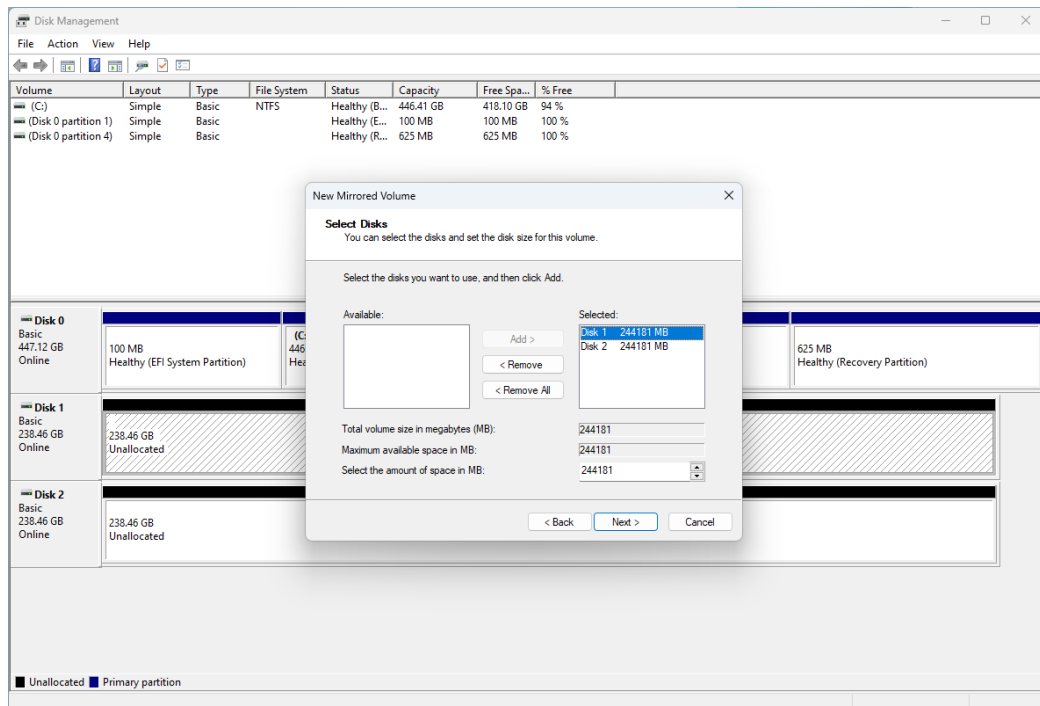 Disk Management
File Action View Help
Volume Layout Type File System Status Capacity Free Spa... % Free
(C:) Simple Basic NTFS Healthy (B... 446.41 GB 418.10 GB 94 %
(Disk 0 partition 1) Simple Basic Healthy (E... 100 MB 100 MB 100 %
(Disk 0 partition 4) Simple Basic Healthy (R... 625 MB 625 MB 100 %
New Mirrored Volume
Select Disks
You can select the disks and set the disk size for this volume.
Select the disks you want to use, and then click Add.
Available: Selected:
Disk 1 244181 MB
Disk 2 244181 MB
Add >
< Remove
< Remove All
Total volume size in megabytes (MB): 244181
Maximum available space in MB: 244181
Select the amount of space in MB: 244181
< Back Next > Cancel
Disk 0
Basic
447.12 GB
Online
100 MB
Healthy (EFI System Partition)
(C:
446
Hea
625 MB
Healthy (Recovery Partition)
Disk 1
Basic
238.46 GB
Online
238.46 GB
Unallocated
Disk 2
Basic
238.46 GB
Online
238.46 GB
Unallocated
Unallocated Primary partition